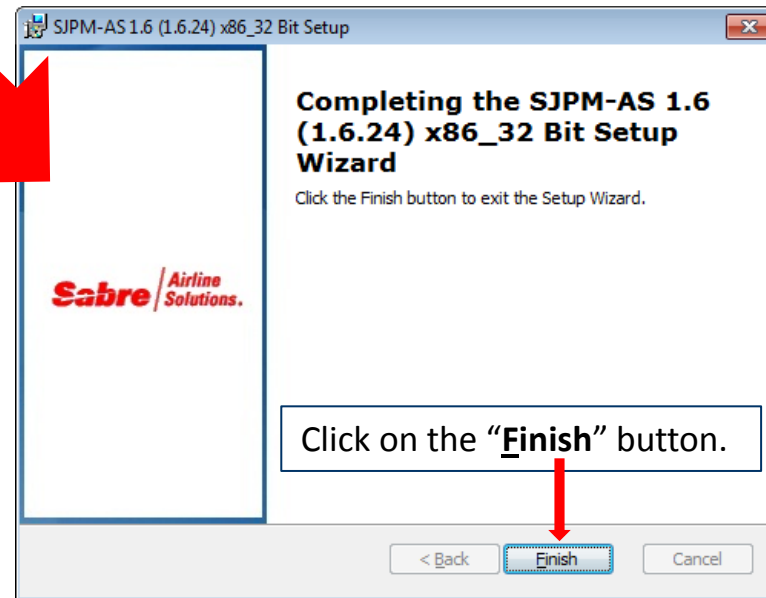 SJPM-AS 1.6 (1.6.24) x86_32 Bit Setup
Completing the SJPM-AS 1.6
(1.6.24) x86_32 Bit Setup
Wizard
Click the Finish button to exit the Setup Wizard.
Sabre Airline
Solutions.
Click on the “Finish” button.
< Back Finish Cancel